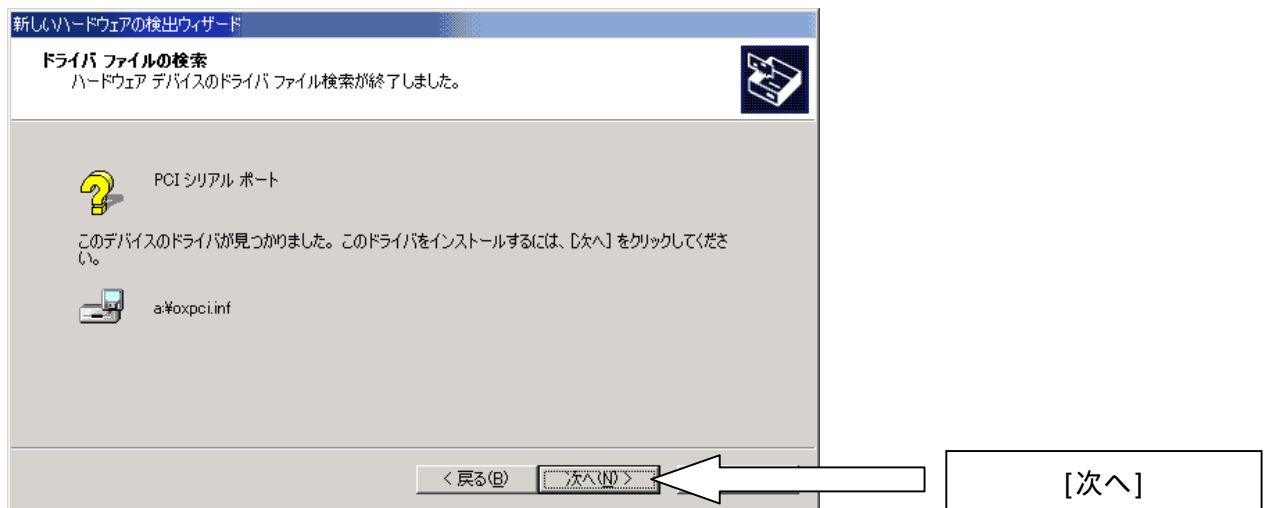 新しいハードウェアの検出ウィザード
ドライバ ファイルの検索
ハードウェア デバイスのドライバ ファイル検索が終了しました。
PCI シリアル ポート
このデバイスのドライバが見つかりました。このドライバをインストールするには、[次へ] をクリックしてくださ
い。
a:¥oxpci.inf
< 戻る(B) 次へ(N) >
[次へ]